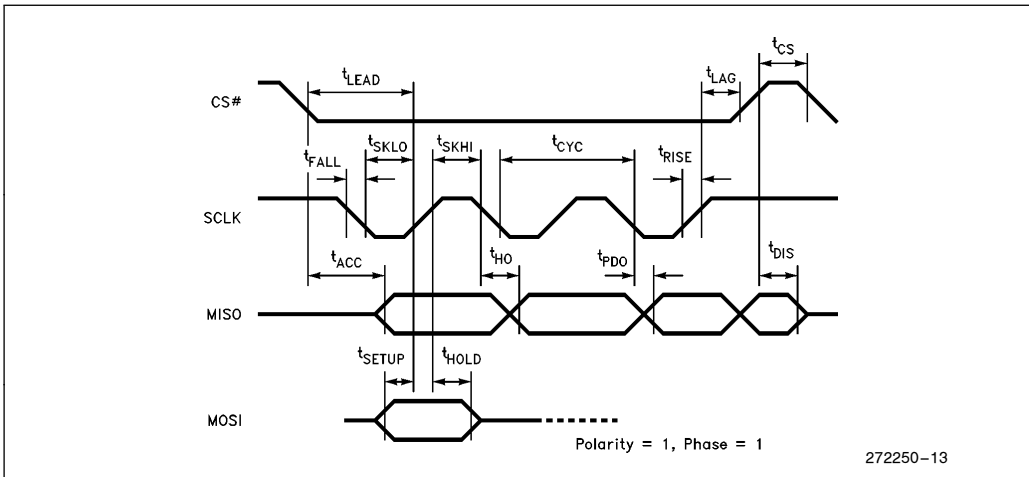 tCS
tLEAD
tLAG
CS#
tSKLO
tSKHI
tCYC
tFALL
tRISE
SCLK
tACC
tHO
tPDO
tDIS
MISO
tSETUP
tHOLD
MOSI
Polarity = 1, Phase = 1
272250–13